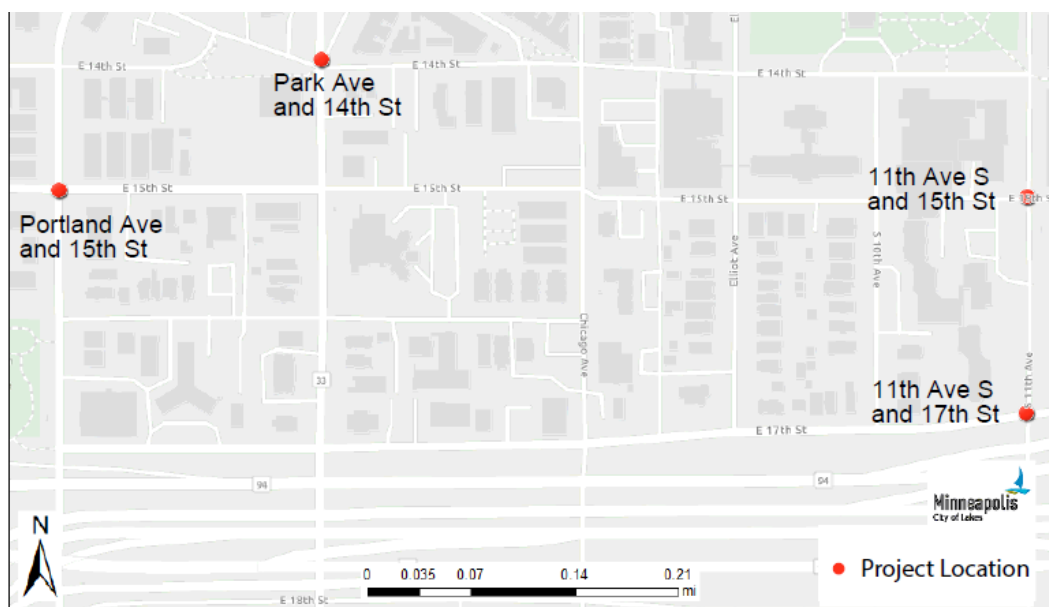 E 14th St
E 14th St
E 14th St
Park Ave
and 14th St
E 15th St
E 15th St
E 15th St
11th Ave S
and 15th St
Portland Ave
and 15th St
Elliot Ave
S 10th Ave
Chicago Ave
33
11th Ave S
and 17th St
S 11th Ave
E 17th St
94
94
Minneapolis
City of Lakes
N
0 0.035 0.07 0.14 0.21
mi
Project Location
E 18th St